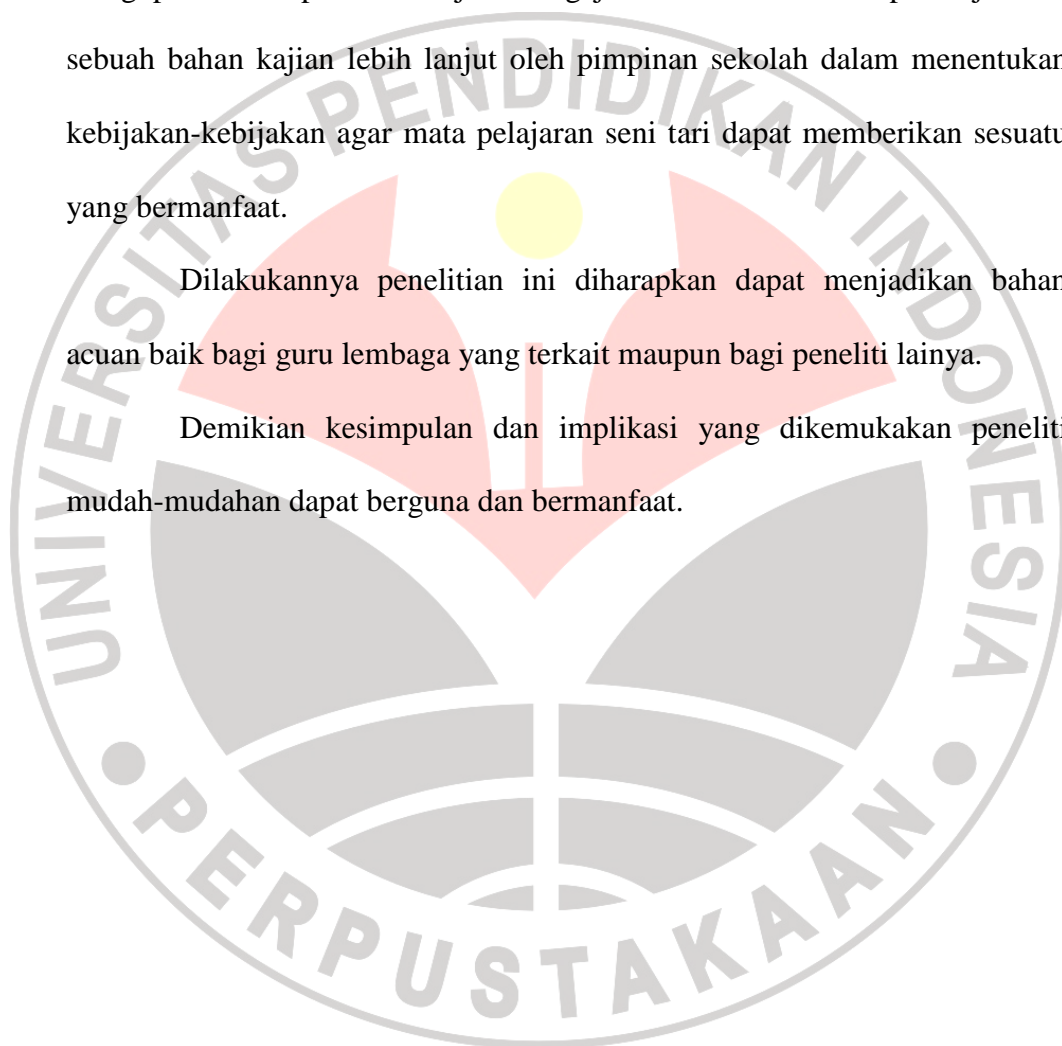 sebuah bahan kajian lebih lanjut oleh pimpinan sekolah dalam menentukan
kebijakan-kebijakan agar mata pelajaran seni tari dapat memberikan sesuatu
yang bermanfaat.
Dilakukannya penelitian ini diharapkan dapat menjadikan bahan
acuan baik bagi guru lembaga yang terkait maupun bagi peneliti lainya.
Demikian kesimpulan dan implikasi yang dikemukakan peneliti
mudah-mudahan dapat berguna dan bermanfaat.
UNIVERSITAS PENDIDIKAN INDONESIA
PERPUSTAKAAN